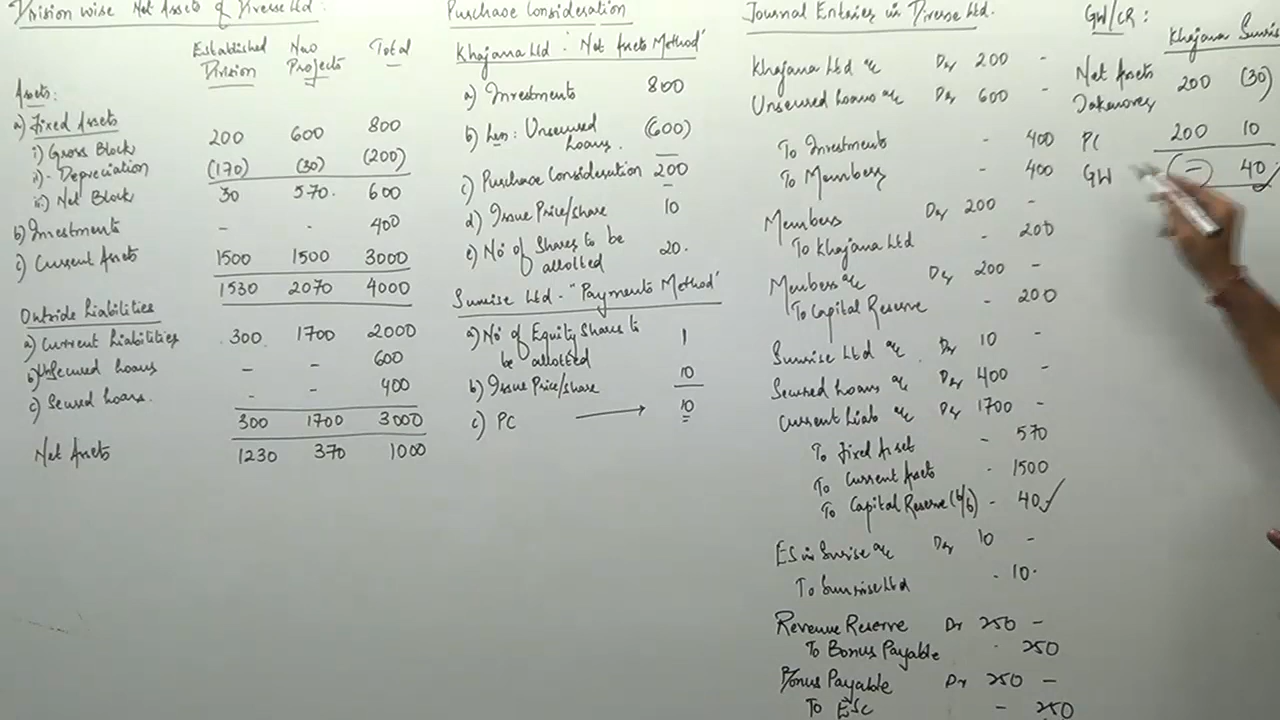 Division wise Net Assets of Diverse Ltd:
Established Division New Projects Total
Assets:
a) Fixed Assets
i) Gross Block 200 600 800
ii) - Depreciation (170) (30) (200)
iii) Net Block 30 570 600
b) Investments - - 400
c) Current Assets 1500 1500 3000
1530 2070 4000
Outside Liabilities
a) Current Liabilities 300 1700 2000
b) UnSecured Loans - - 600
c) Secured Loans. - - 400
300 1700 3000
Net Assets 1230 370 1000
Purchase Consideration
Khajana Ltd - 'Net Assets Method'
a) Investments 800
b) Less: Unsecured Loans (600)
c) Purchase Consideration 200
d) Issue Price/share 10
e) No of Shares to be allotted 20
Sunrise Ltd - "Payments Method"
a) No of Equity Shares to be allotted 1
b) Issue Price/share 10
c) PC → 10
Journal Entries in Diverse Ltd.
Khajana Ltd a/c Dr 200 -
Unsecured Loans a/c Dr 600 -
To Investments - 400
To Members - 400
Members Dr 200 -
To Khajana Ltd - 200
Members a/c Dr 200 -
To Capital Reserve - 200
Sunrise Ltd a/c Dr 10 -
Secured Loans a/c Dr 400 -
Current Liab a/c Dr 1700 -
To Fixed Asset - 570
To Current Assets - 1500
To Capital Reserve (b/b) - 40 ✓
ES in Sunrise a/c Dr 10 -
To Sunrise Ltd - 10
Revenue Reserve Dr 250 -
To Bonus Payable - 250
Bonus Payable Dr 250 -
To ESC - 250
GW/CR:
Khajana Sunris
Net Assets Takenover 200 (30)
PC 200 10
GW (-) 40 ✓